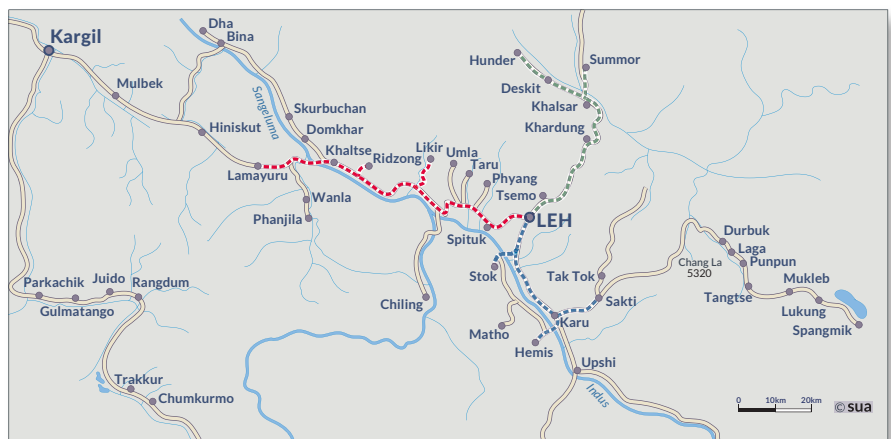 Dha
Bina
Kargil
Hunder
Summor
Deskit
Mulbek
Khalsar
Sangeluma
Skurbuchan
Khardung
Hiniskut
Domkhar
Khaltse
Ridzong
Likir
Umla
Taru
Lamayuru
Phyang
Tsemo
Wanla
Phanjila
LEH
Spituk
Durbuk
Laga
Chang La
5320
Punpun
Stok
Tak Tok
Mukleb
Parkachik
Juido
Rangdum
Gulmatango
Chiling
Sakti
Tangtse
Lukung
Karu
Spangmik
Matho
Hemis
Upshi
Trakkur
Chumkurmo
Indus
0 10km 20km
© sua